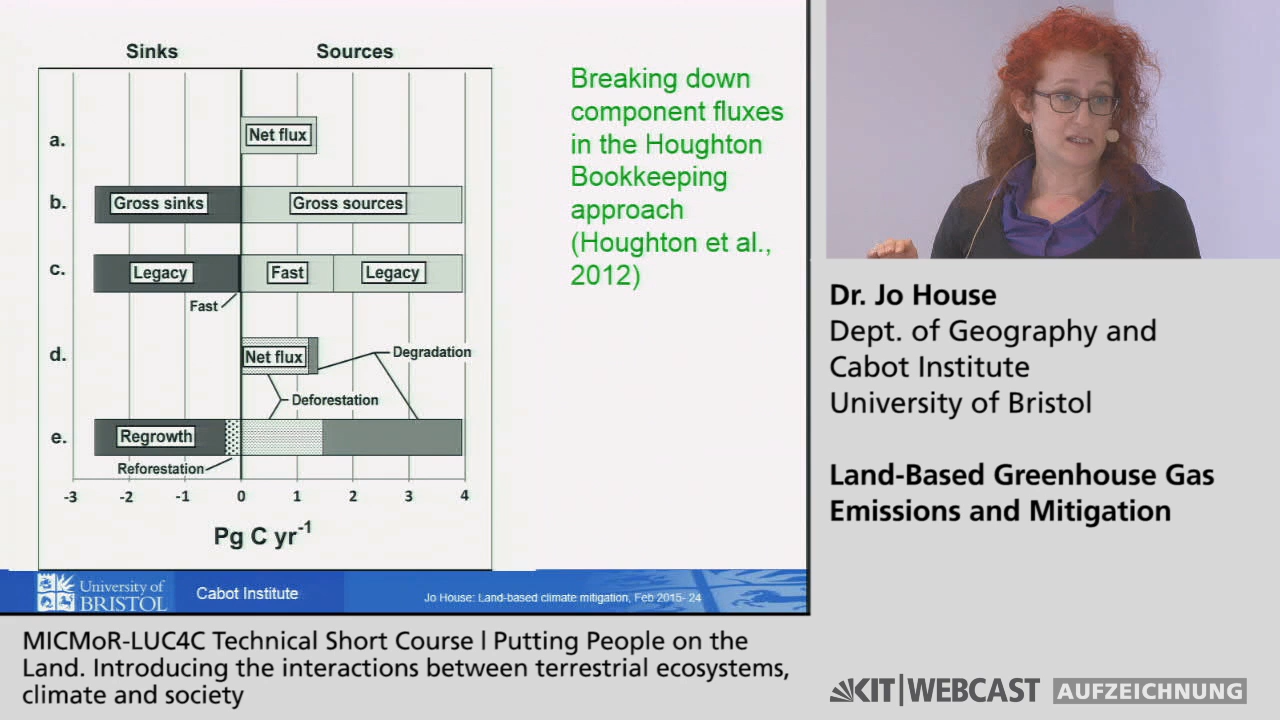 Sinks Sources
a. Net flux
b. Gross sinks Gross sources
c. Legacy Fast Legacy
Fast
d. Net flux Degradation
Deforestation
e. Regrowth
Reforestation
-3 -2 -1 0 1 2 3 4
Pg C yr-1
Breaking down
component fluxes
in the Houghton
Bookkeeping
approach
(Houghton et al.,
2012)
University of
BRISTOL
Cabot Institute
Jo House: Land-based climate mitigation, Feb 2015- 24
Dr. Jo House
Dept. of Geography and
Cabot Institute
University of Bristol
Land-Based Greenhouse Gas
Emissions and Mitigation
MICMoR-LUC4C Technical Short Course | Putting People on the
Land. Introducing the interactions between terrestrial ecosystems,
climate and society
KIT|WEBCAST AUFZEICHNUNG